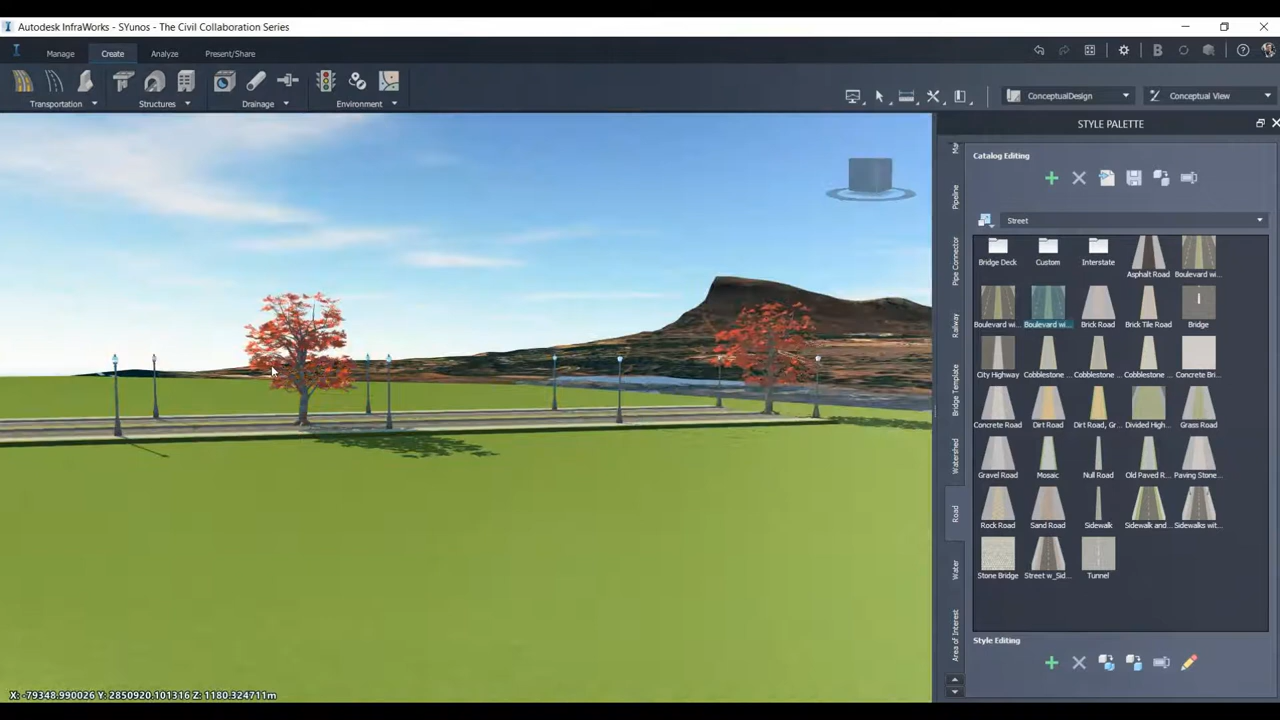 Autodesk InfraWorks - SYunos - The Civil Collaboration Series
Manage Create Analyze Present/Share
Transportation Structures Drainage Environment
ConceptualDesign Conceptual View
STYLE PALETTE
Catalog Editing
Street
Bridge Deck Custom Interstate Asphalt Road Boulevard wi...
Boulevard wi... Boulevard wi... Brick Road Brick Tile Road Bridge
City Highway Cobblestone Cobblestone Cobblestone Concrete Bri...
Concrete Road Dirt Road Dirt Road, Gr... Divided High... Grass Road
Gravel Road Mosaic Null Road Old Paved R... Paving Stone...
Rock Road Sand Road Sidewalk Sidewalk and... Sidewalks wit...
Stone Bridge Street w_Sid... Tunnel
Style Editing
Pipeline
Pipe Connector
Railway
Bridge Template
Watershed
Road
Water
Area of Interest
X: -79348.990026 Y: 2850920.101316 Z: 1180.324711m